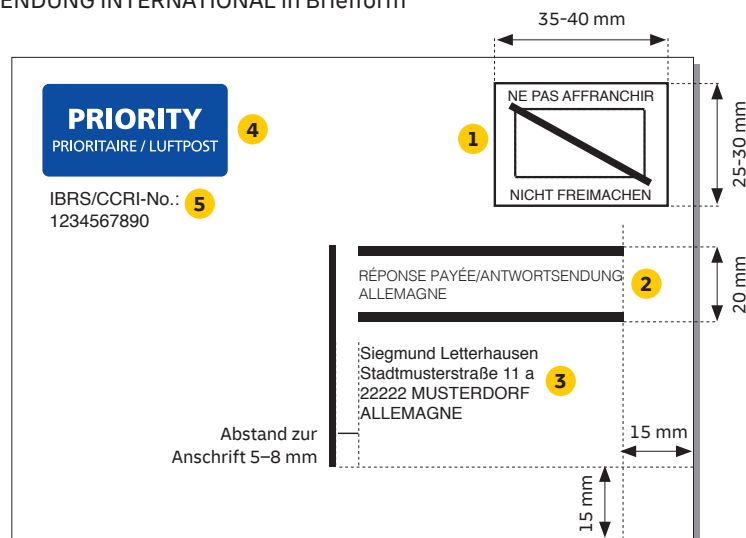 ENDUNG INTERNATIONAL in Briefform
35-40 mm
PRIORITY
PRIORITAIRE / LUFTPOST
4
1
NE PAS AFFRANCHIR
NICHT FREIMACHEN
25-30 mm
IBRS/CCRI-No.:
1234567890
5
RÉPONSE PAYÉE/ANTWORTSENDUNG
ALLEMAGNE
2
20 mm
Siegmund Letterhausen
Stadtmusterstraße 11 a
22222 MUSTERDORF
ALLEMAGNE
3
Abstand zur
Anschrift 5–8 mm
15 mm
15 mm